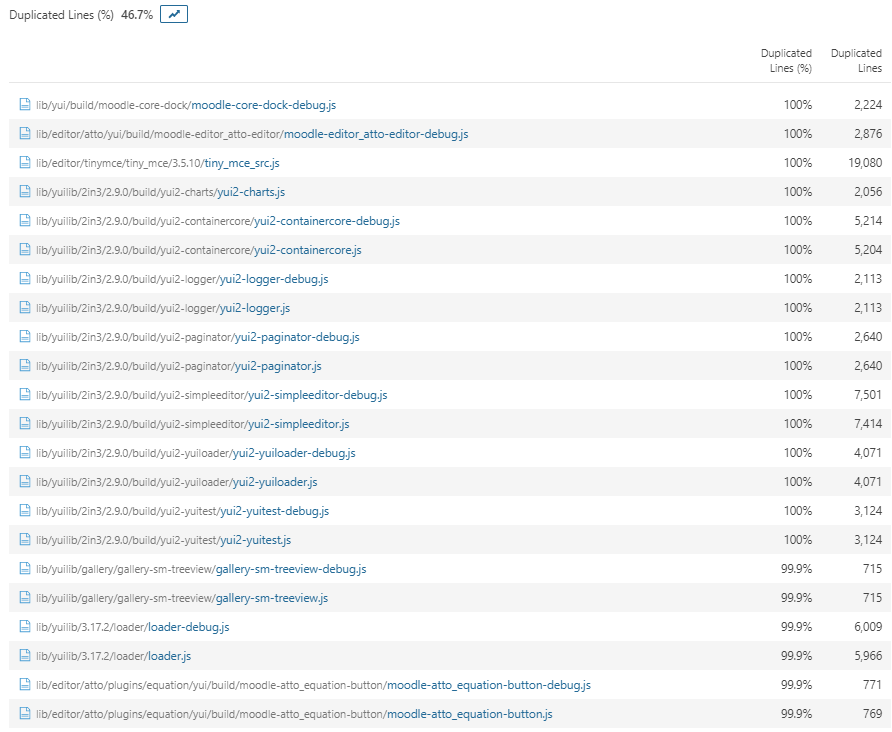 Duplicated Lines (%) 46.7%
Duplicated Lines (%) Duplicated Lines
lib/yui/build/moodle-core-dock/moodle-core-dock-debug.js 100% 2,224
lib/editor/atto/yui/build/moodle-editor_atto-editor/moodle-editor_atto-editor-debug.js 100% 2,876
lib/editor/tinymce/tiny_mce/3.5.10/tiny_mce_src.js 100% 19,080
lib/yuilib/2in3/2.9.0/build/yui2-charts/yui2-charts.js 100% 2,056
lib/yuilib/2in3/2.9.0/build/yui2-containercore/yui2-containercore-debug.js 100% 5,214
lib/yuilib/2in3/2.9.0/build/yui2-containercore/yui2-containercore.js 100% 5,204
lib/yuilib/2in3/2.9.0/build/yui2-logger/yui2-logger-debug.js 100% 2,113
lib/yuilib/2in3/2.9.0/build/yui2-logger/yui2-logger.js 100% 2,113
lib/yuilib/2in3/2.9.0/build/yui2-paginator/yui2-paginator-debug.js 100% 2,640
lib/yuilib/2in3/2.9.0/build/yui2-paginator/yui2-paginator.js 100% 2,640
lib/yuilib/2in3/2.9.0/build/yui2-simpleeditor/yui2-simpleeditor-debug.js 100% 7,501
lib/yuilib/2in3/2.9.0/build/yui2-simpleeditor/yui2-simpleeditor.js 100% 7,414
lib/yuilib/2in3/2.9.0/build/yui2-yuiloader/yui2-yuiloader-debug.js 100% 4,071
lib/yuilib/2in3/2.9.0/build/yui2-yuiloader/yui2-yuiloader.js 100% 4,071
lib/yuilib/2in3/2.9.0/build/yui2-yuitest/yui2-yuitest-debug.js 100% 3,124
lib/yuilib/2in3/2.9.0/build/yui2-yuitest/yui2-yuitest.js 100% 3,124
lib/yuilib/gallery/gallery-sm-treeview/gallery-sm-treeview-debug.js 99.9% 715
lib/yuilib/gallery/gallery-sm-treeview/gallery-sm-treeview.js 99.9% 715
lib/yuilib/3.17.2/loader/loader-debug.js 99.9% 6,009
lib/yuilib/3.17.2/loader/loader.js 99.9% 5,966
lib/editor/atto/plugins/equation/yui/build/moodle-atto_equation-button/moodle-atto_equation-button-debug.js 99.9% 771
lib/editor/atto/plugins/equation/yui/build/moodle-atto_equation-button/moodle-atto_equation-button.js 99.9% 769